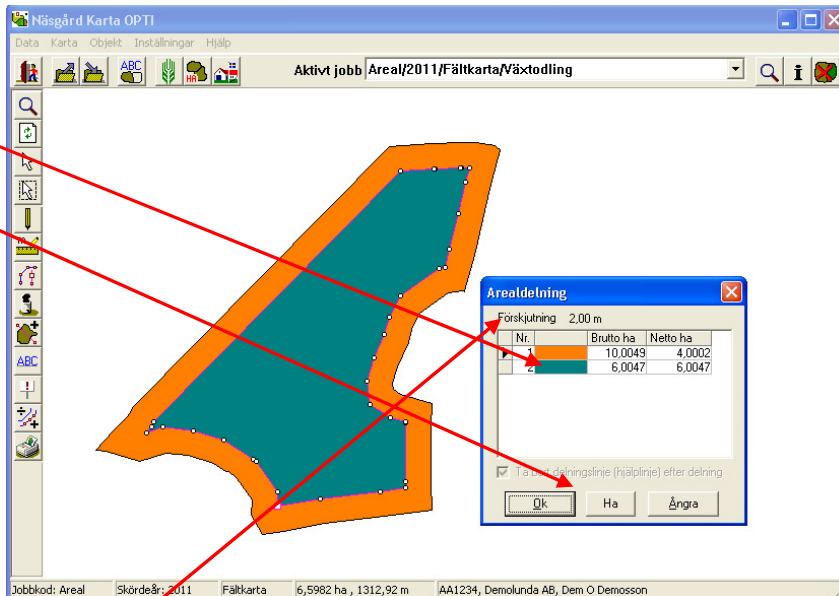 Näsgård Karta OPTI
Data Karta Objekt Inställningar Hjälp
ABC HA Aktivt jobb Areal/2011/Fältkarta/Växtodling
ABC
Arealdelning
Förskjutning 2,00 m
Nr. Brutto ha Netto ha
1 10,0049 4,0002
2 6,0047 6,0047
Ta bort delningslinje (hjälplinje) efter delning
Ok Ha Ångra
Jobbkod: Areal Skördeår: 2011 Fältkarta 6,5982 ha , 1312,92 m AA1234, Demolunda AB, Dem O Demosson